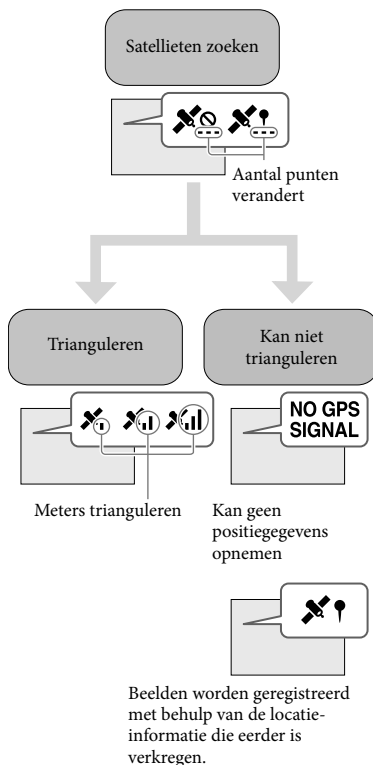 Satellieten zoeken
Aantal punten
verandert
Trianguleren
Kan niet
trianguleren
NO GPS
SIGNAL
Meters trianguleren
Kan geen
positiegegevens
opnemen
Beelden worden geregistreerd
met behulp van de locatie-
informatie die eerder is
verkregen.